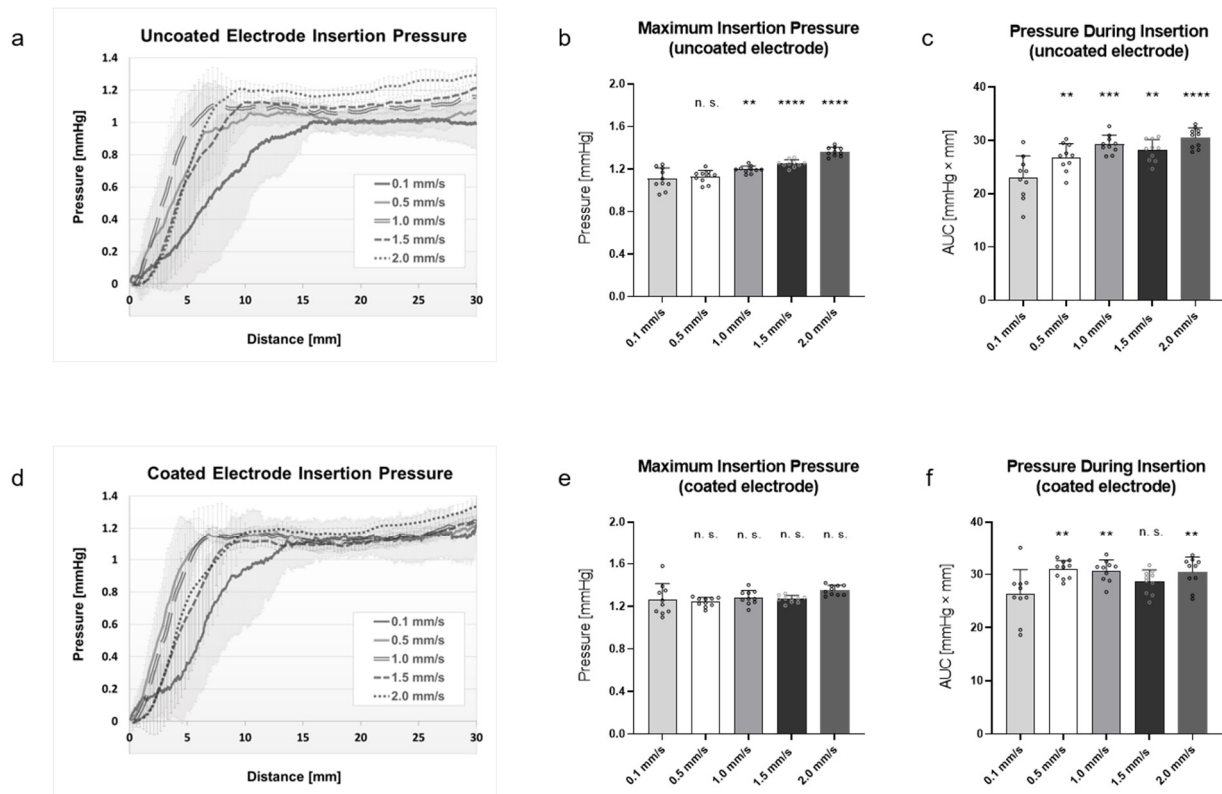 a
Uncoated Electrode Insertion Pressure
Pressure [mmHg]
1.4
1.2
1
0.8
0.6
0.4
0.2
0
0.1 mm/s
0.5 mm/s
1.0 mm/s
1.5 mm/s
2.0 mm/s
0 5 10 15 20 25 30
Distance [mm]
b
Maximum Insertion Pressure
(uncoated electrode)
Pressure [mmHg]
2.0
1.6
1.2
0.8
0.4
0.0
n. s. ** **** ****
0.1 mm/s 0.5 mm/s 1.0 mm/s 1.5 mm/s 2.0 mm/s
c
Pressure During Insertion
(uncoated electrode)
AUC [mmHg × mm]
40
30
20
10
0
** *** ** ****
0.1 mm/s 0.5 mm/s 1.0 mm/s 1.5 mm/s 2.0 mm/s
d
Coated Electrode Insertion Pressure
Pressure [mmHg]
1.4
1.2
1
0.8
0.6
0.4
0.2
0
0.1 mm/s
0.5 mm/s
1.0 mm/s
1.5 mm/s
2.0 mm/s
0 5 10 15 20 25 30
Distance [mm]
e
Maximum Insertion Pressure
(coated electrode)
Pressure [mmHg]
2.0
1.6
1.2
0.8
0.4
0.0
n. s. n. s. n. s. n. s.
0.1 mm/s 0.5 mm/s 1.0 mm/s 1.5 mm/s 2.0 mm/s
f
Pressure During Insertion
(coated electrode)
AUC [mmHg × mm]
40
30
20
10
0
** ** n. s. **
0.1 mm/s 0.5 mm/s 1.0 mm/s 1.5 mm/s 2.0 mm/s